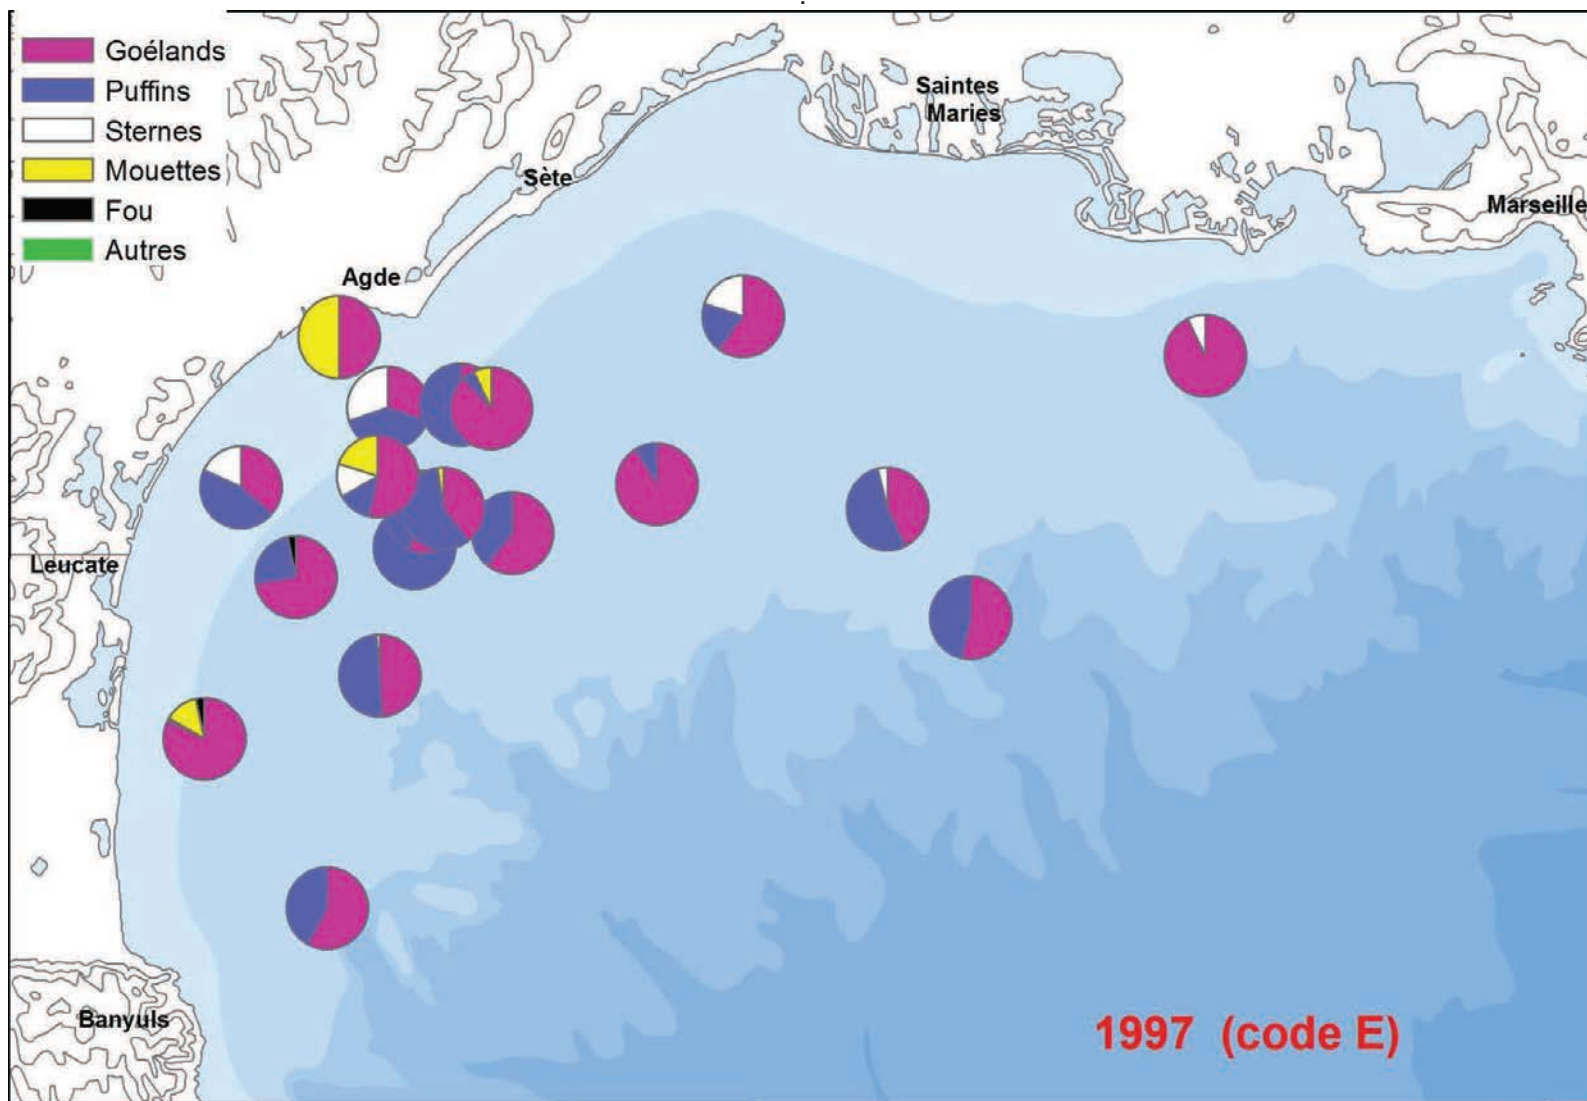 Goélands
Puffins
Sternes
Mouettes
Fou
Autres
Saintes
Maries
Sète
Marseille
Agde
Leucate
Banyuls
1997 (code E)